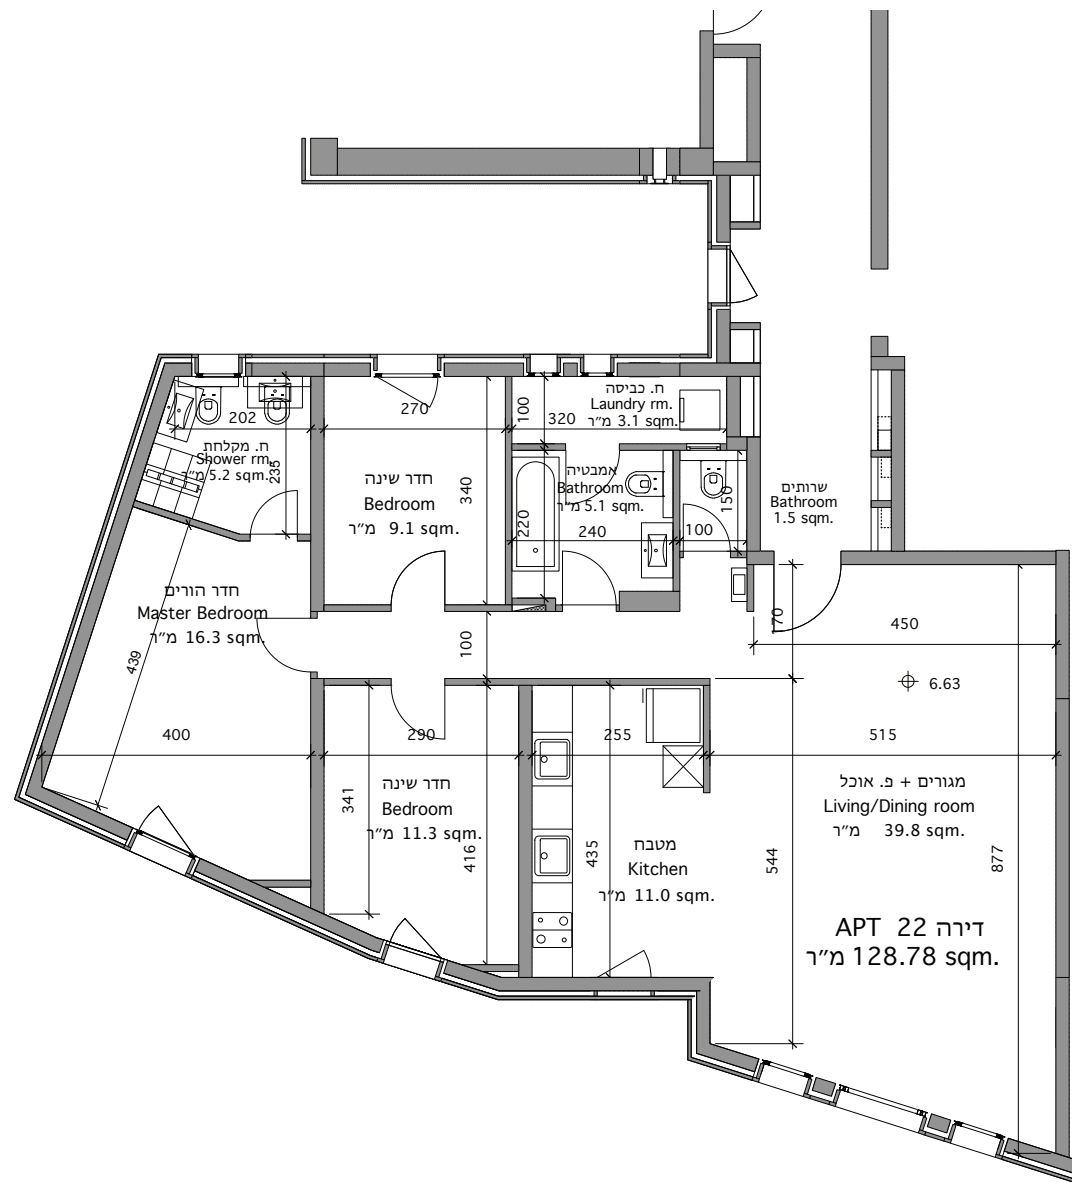 ח. כביסה
Laundry rm.
3.1 sqm. מ״ר
100
320
270
202
ח. מקלחת
Shower rm.
5.2 sqm. מ״ר
235
חדר שינה
Bedroom
9.1 sqm. מ״ר
340
אמבטיה
Bathroom
5.1 sqm. מ״ר
220
240
150
100
שרותים
Bathroom
1.5 sqm.
חדר הורים
Master Bedroom
16.3 sqm. מ״ר
439
400
100
170
450
6.63
290
255
515
חדר שינה
Bedroom
11.3 sqm. מ״ר
341
416
מטבח
Kitchen
11.0 sqm. מ״ר
435
544
מגורים + פ. אוכל
Living/Dining room
39.8 sqm. מ״ר
877
דירה 22 APT
128.78 sqm. מ״ר